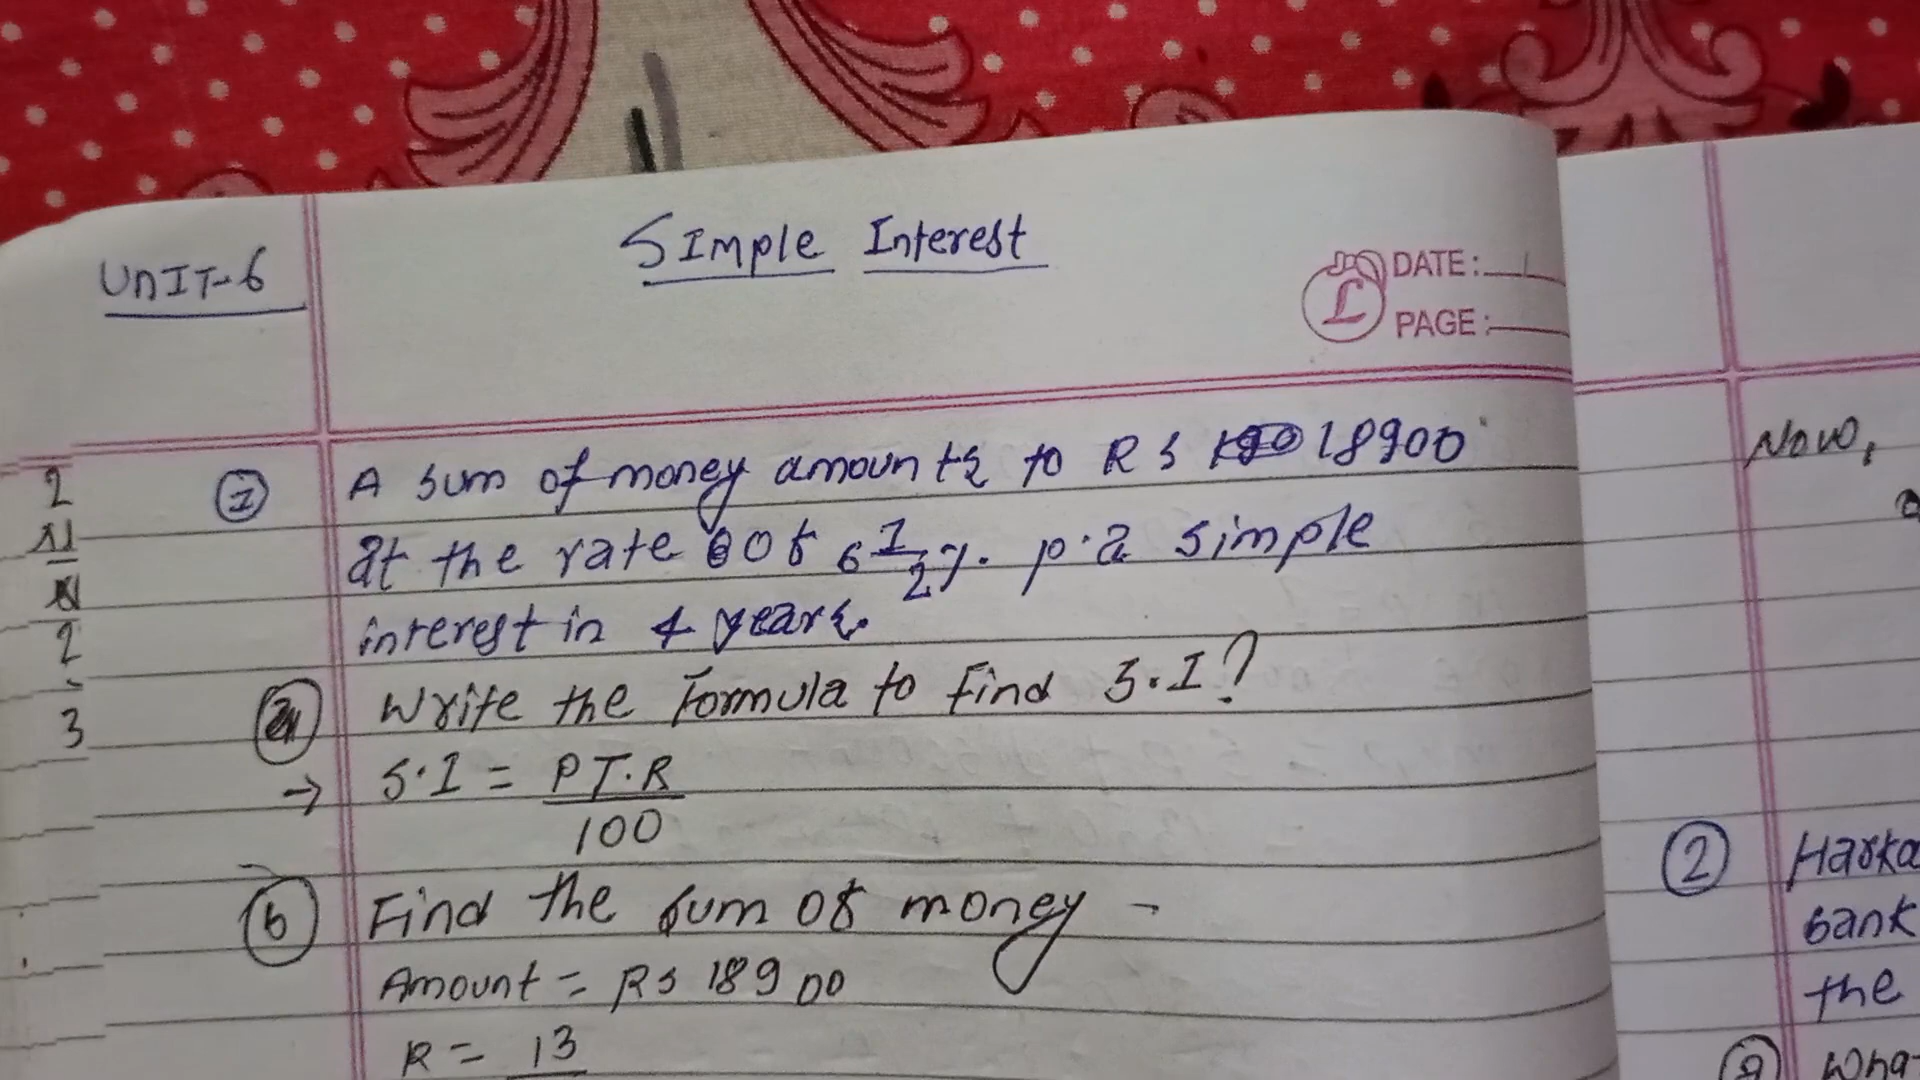 UNIT-6
Simple Interest
DATE:
PAGE:
① A sum of money amounts to RS 18900
at the rate of 6 1/2 %. p.a simple
interest in 4 years.
Write the Formula to Find S.I?
→ S.I = P T.R
100
ⓑ Find the sum of money -
Amount = RS 18900
R = 13
2
2
3
Now,
②
bank
the